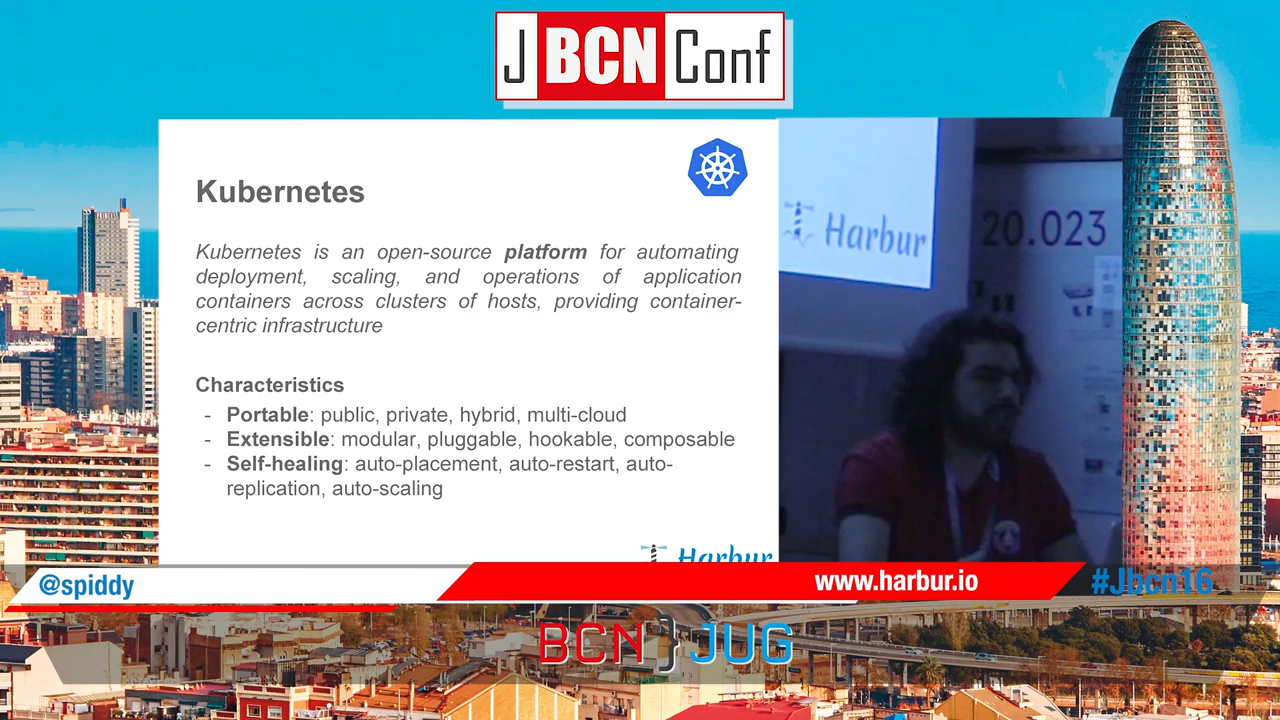 J BCN Conf
Kubernetes
Kubernetes is an open-source platform for automating
deployment, scaling, and operations of application
containers across clusters of hosts, providing container-
centric infrastructure
Characteristics
- Portable: public, private, hybrid, multi-cloud
- Extensible: modular, pluggable, hookable, composable
- Self-healing: auto-placement, auto-restart, auto-
replication, auto-scaling
Harbur
Harbur
20.023
@spiddy
www.harbur.io
#Jbcn16
BCN } JUG